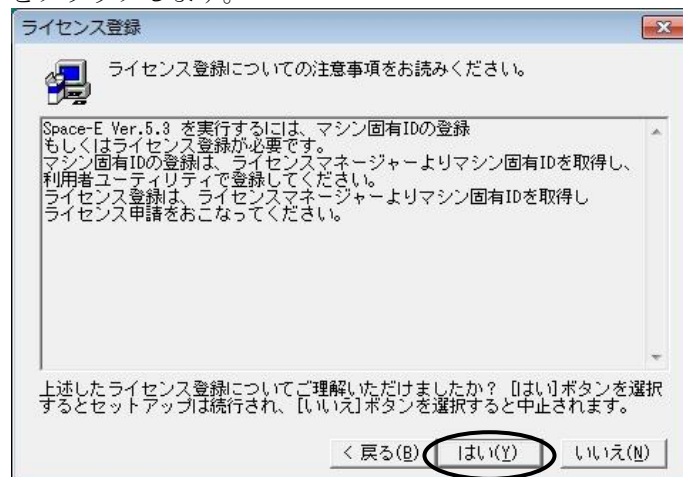 をクリックします。
ライセンス登録
ライセンス登録についての注意事項をお読みください。
Space-E Ver.5.3 を実行するには、マシン固有IDの登録
もしくはライセンス登録が必要です。
マシン固有IDの登録は、ライセンスマネージャーよりマシン固有IDを取得し、
利用者ユーティリティで登録してください。
ライセンス登録は、ライセンスマネージャーよりマシン固有IDを取得し
ライセンス申請をおこなってください。
上述したライセンス登録についてご理解いただけましたか? [はい]ボタンを選択
するとセットアップは続行され、[いいえ]ボタンを選択すると中止されます。
< 戻る(B) はい(Y) いいえ(N)